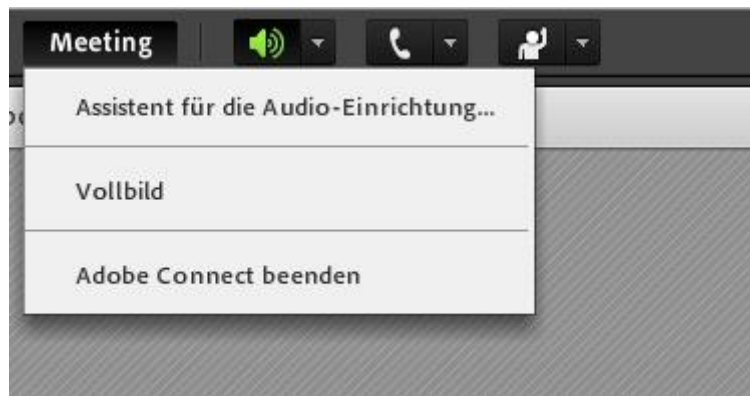 Meeting
Assistent für die Audio-Einrichtung...
Vollbild
Adobe Connect beenden